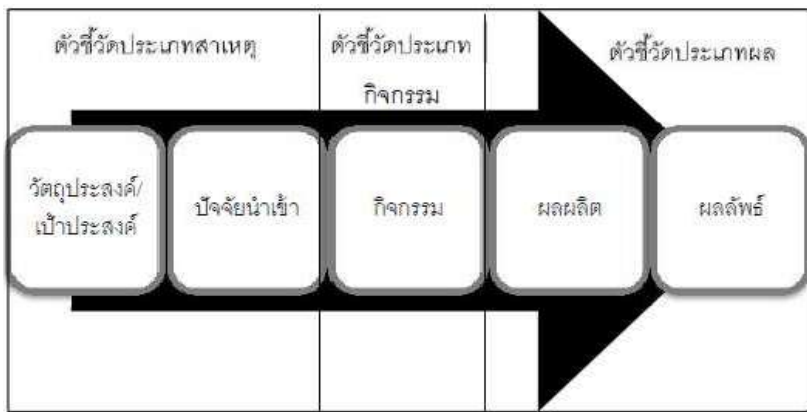 ตัวชี้วัดประเภทสาเหตุ
ตัวชี้วัดประเภท
กิจกรรม
ตัวชี้วัดประเภทผล
วัตถุประสงค์/
เป้าประสงค์
ปัจจัยนำเข้า
กิจกรรม
ผลผลิต
ผลลัพธ์